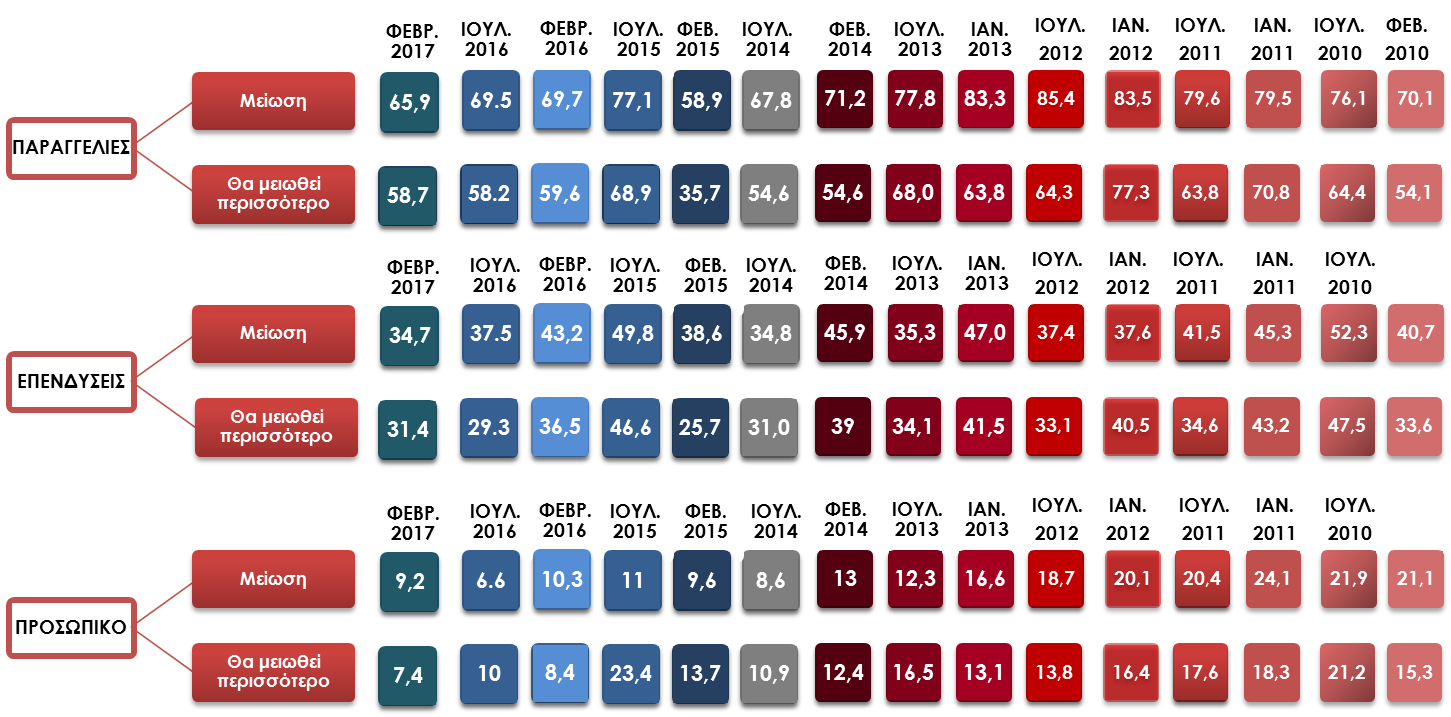 ΦΕΒΡ. 2017 ΙΟΥΛ. 2016 ΦΕΒΡ. 2016 ΙΟΥΛ. 2015 ΦΕΒ. 2015 ΙΟΥΛ. 2014 ΦΕΒ. 2014 ΙΟΥΛ. 2013 ΙΑΝ. 2013 ΙΟΥΛ. 2012 ΙΑΝ. 2012 ΙΟΥΛ. 2011 ΙΑΝ. 2011 ΙΟΥΛ. 2010 ΦΕΒ. 2010
ΠΑΡΑΓΓΕΛΙΕΣ
Μείωση 65,9 69.5 69,7 77,1 58,9 67,8 71,2 77,8 83,3 85,4 83,5 79,6 79,5 76,1 70,1
Θα μειωθεί περισσότερο 58,7 58.2 59,6 68,9 35,7 54,6 54,6 68,0 63,8 64,3 77,3 63,8 70,8 64,4 54,1
ΦΕΒΡ. 2017 ΙΟΥΛ. 2016 ΦΕΒΡ. 2016 ΙΟΥΛ. 2015 ΦΕΒ. 2015 ΙΟΥΛ. 2014 ΦΕΒ. 2014 ΙΟΥΛ. 2013 ΙΑΝ. 2013 ΙΟΥΛ. 2012 ΙΑΝ. 2012 ΙΟΥΛ. 2011 ΙΑΝ. 2011 ΙΟΥΛ. 2010
ΕΠΕΝΔΥΣΕΙΣ
Μείωση 34,7 37.5 43,2 49,8 38,6 34,8 45,9 35,3 47,0 37,4 37,6 41,5 45,3 52,3 40,7
Θα μειωθεί περισσότερο 31,4 29.3 36,5 46,6 25,7 31,0 39 34,1 41,5 33,1 40,5 34,6 43,2 47,5 33,6
ΦΕΒΡ. 2017 ΙΟΥΛ. 2016 ΦΕΒΡ. 2016 ΙΟΥΛ. 2015 ΦΕΒ. 2015 ΙΟΥΛ. 2014 ΦΕΒ. 2014 ΙΟΥΛ. 2013 ΙΑΝ. 2013 ΙΟΥΛ. 2012 ΙΑΝ. 2012 ΙΟΥΛ. 2011 ΙΑΝ. 2011 ΙΟΥΛ. 2010
ΠΡΟΣΩΠΙΚΟ
Μείωση 9,2 6.6 10,3 11 9,6 8,6 13 12,3 16,6 18,7 20,1 20,4 24,1 21,9 21,1
Θα μειωθεί περισσότερο 7,4 10 8,4 23,4 13,7 10,9 12,4 16,5 13,1 13,8 16,4 17,6 18,3 21,2 15,3